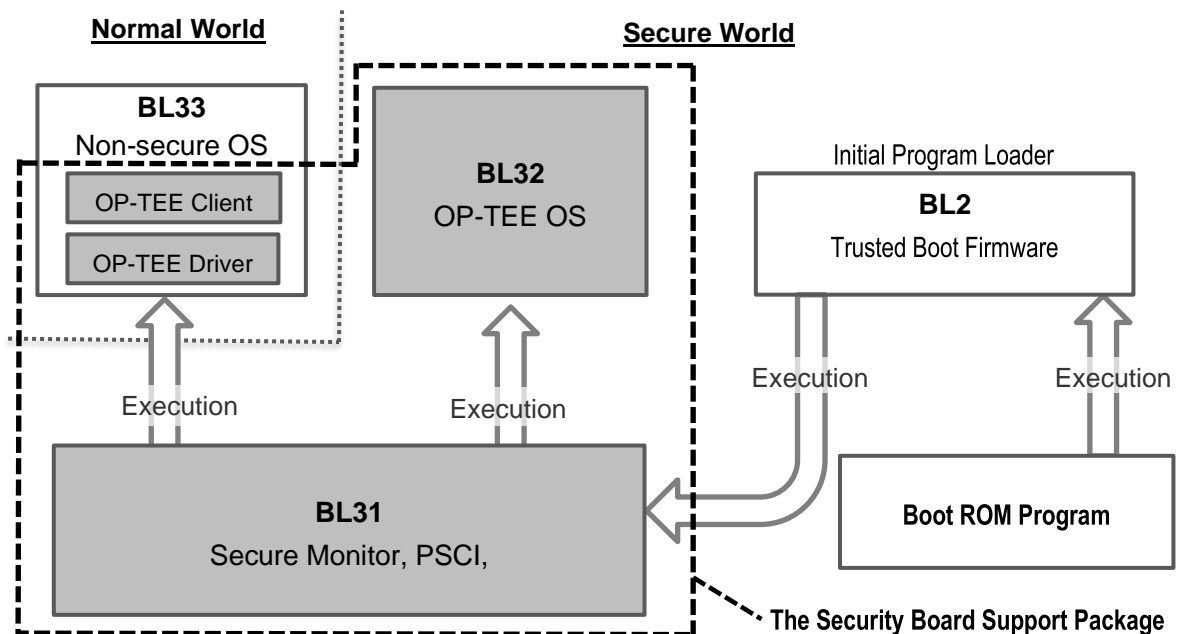 Normal World
Secure World
BL33
Non-secure OS
OP-TEE Client
OP-TEE Driver
BL32
OP-TEE OS
Initial Program Loader
BL2
Trusted Boot Firmware
Execution
Execution
Execution
Execution
BL31
Secure Monitor, PSCI,
Boot ROM Program
The Security Board Support Package